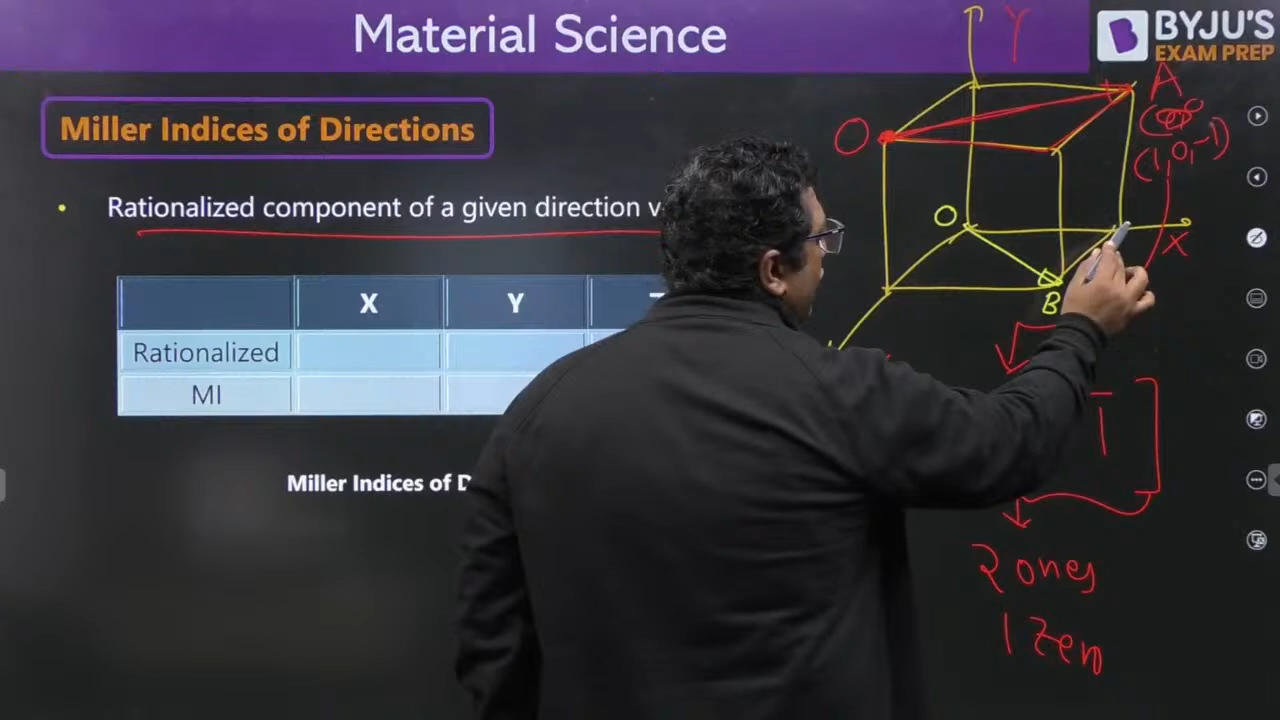 Material Science
BYJU'S
EXAM PREP
Miller Indices of Directions
Rationalized component of a given direction v
X Y
Rationalized
MI
Miller Indices of D
Y
A
(1, 0, -1)
O
O
X
B
1
2 ones
1 Zero